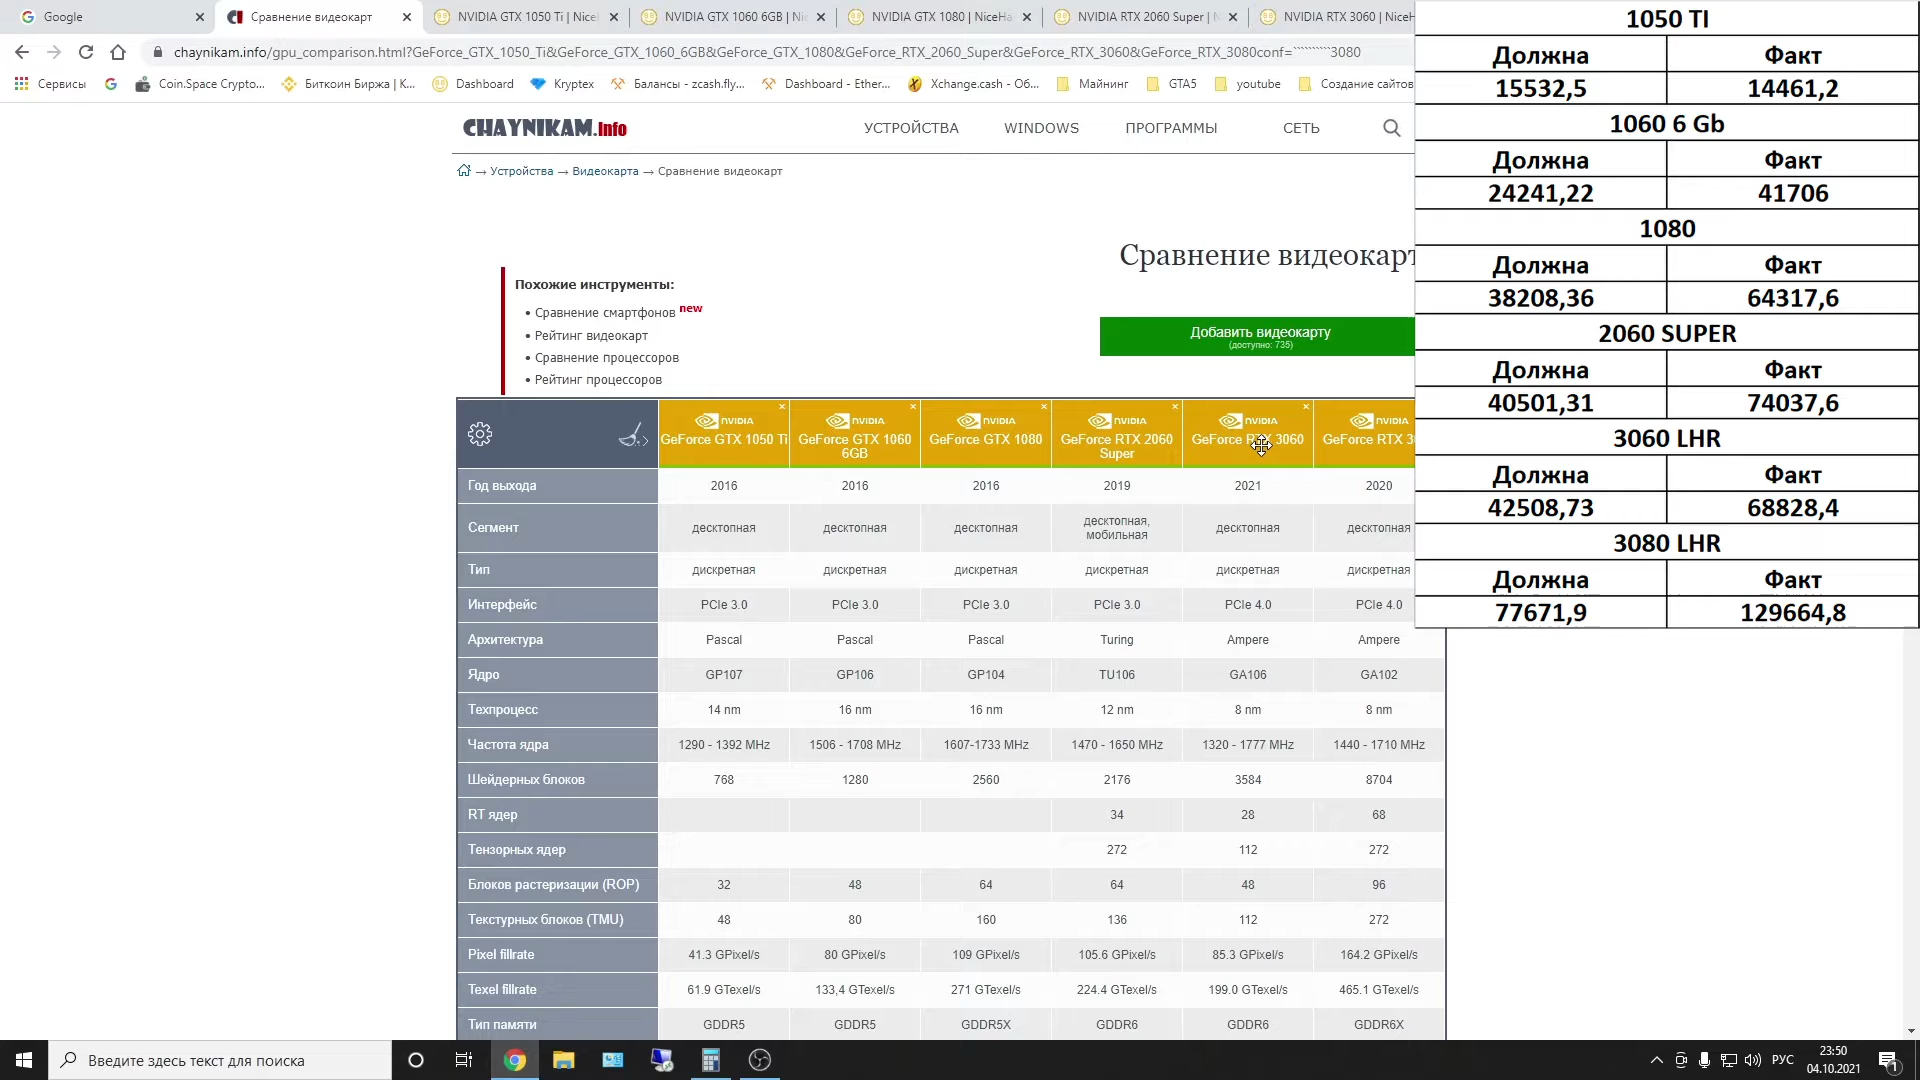 Google
Сравнение видеокарт
NVIDIA GTX 1050 Ti | NiceH
NVIDIA GTX 1060 6GB | Nic
NVIDIA GTX 1080 | NiceHa
NVIDIA RTX 2060 Super | N
NVIDIA RTX 3060 | NiceH
chaynikam.info/gpu_comparison.html?GeForce_GTX_1050_Ti&GeForce_GTX_1060_6GB&GeForce_GTX_1080&GeForce_RTX_2060_Super&GeForce_RTX_3060&GeForce_RTX_3080conf=`````````3080
Сервисы
Coin.Space Crypto...
Биткоин Биржа | K...
Dashboard
Kryptex
Балансы - zcash.fly...
Dashboard - Ether...
Xchange.cash - Об...
Майнинг
GTA5
youtube
Создание сайтов
CHAYNIKAM.Info
УСТРОЙСТВА
WINDOWS
ПРОГРАММЫ
СЕТЬ
→ Устройства → Видеокарта → Сравнение видеокарт
Сравнение видеокарт
Похожие инструменты:
• Сравнение смартфонов new
• Рейтинг видеокарт
• Сравнение процессоров
• Рейтинг процессоров
Добавить видеокарту
(доступно: 735)
NVIDIA NVIDIA NVIDIA NVIDIA NVIDIA NVIDIA
GeForce GTX 1050 Ti GeForce GTX 1060 6GB GeForce GTX 1080 GeForce RTX 2060 Super GeForce RTX 3060 GeForce RTX 3
Год выхода 2016 2016 2016 2019 2021 2020
Сегмент десктопная десктопная десктопная десктопная, мобильная десктопная десктопная
Тип дискретная дискретная дискретная дискретная дискретная дискретная
Интерфейс PCIe 3.0 PCIe 3.0 PCIe 3.0 PCIe 3.0 PCIe 4.0 PCIe 4.0
Архитектура Pascal Pascal Pascal Turing Ampere Ampere
Ядро GP107 GP106 GP104 TU106 GA106 GA102
Техпроцесс 14 nm 16 nm 16 nm 12 nm 8 nm 8 nm
Частота ядра 1290 - 1392 MHz 1506 - 1708 MHz 1607-1733 MHz 1470 - 1650 MHz 1320 - 1777 MHz 1440 - 1710 MHz
Шейдерных блоков 768 1280 2560 2176 3584 8704
RT ядер 34 28 68
Тензорных ядер 272 112 272
Блоков растеризации (ROP) 32 48 64 64 48 96
Текстурных блоков (TMU) 48 80 160 136 112 272
Pixel fillrate 41.3 GPixel/s 80 GPixel/s 109 GPixel/s 105.6 GPixel/s 85.3 GPixel/s 164.2 GPixel/s
Texel fillrate 61.9 GTexel/s 133,4 GTexel/s 271 GTexel/s 224.4 GTexel/s 199.0 GTexel/s 465.1 GTexel/s
Тип памяти GDDR5 GDDR5 GDDR5X GDDR6 GDDR6 GDDR6X
1050 TI
Должна Факт
15532,5 14461,2
1060 6 Gb
Должна Факт
24241,22 41706
1080
Должна Факт
38208,36 64317,6
2060 SUPER
Должна Факт
40501,31 74037,6
3060 LHR
Должна Факт
42508,73 68828,4
3080 LHR
Должна Факт
77671,9 129664,8
Введите здесь текст для поиска
РУС
23:50
04.10.2021
1